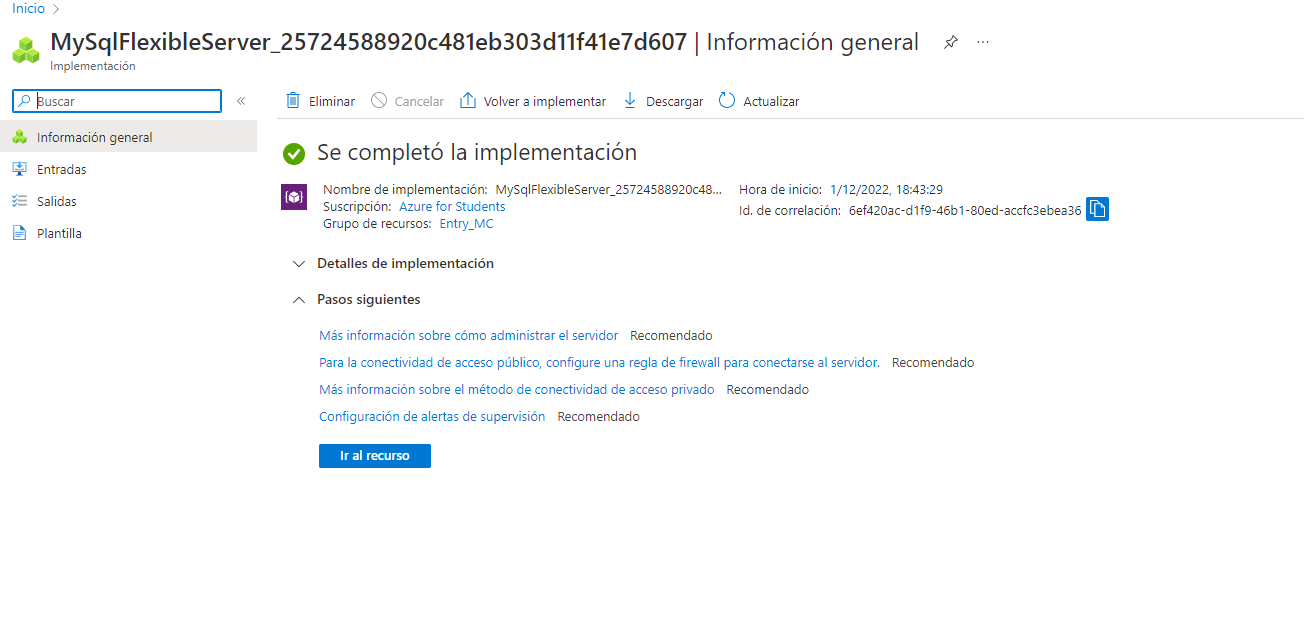 Inicio >
MySqlFlexibleServer_25724588920c481eb303d11f41e7d607 | Información general
Implementación
Buscar
Información general
Entradas
Salidas
Plantilla
Eliminar Cancelar Volver a implementar Descargar Actualizar
Se completó la implementación
Nombre de implementación: MySqlFlexibleServer_25724588920c48... Hora de inicio: 1/12/2022, 18:43:29
Suscripción: Azure for Students Id. de correlación: 6ef420ac-d1f9-46b1-80ed-accfc3ebea36
Grupo de recursos: Entry_MC
Detalles de implementación
Pasos siguientes
Más información sobre cómo administrar el servidor Recomendado
Para la conectividad de acceso público, configure una regla de firewall para conectarse al servidor. Recomendado
Más información sobre el método de conectividad de acceso privado Recomendado
Configuración de alertas de supervisión Recomendado
Ir al recurso